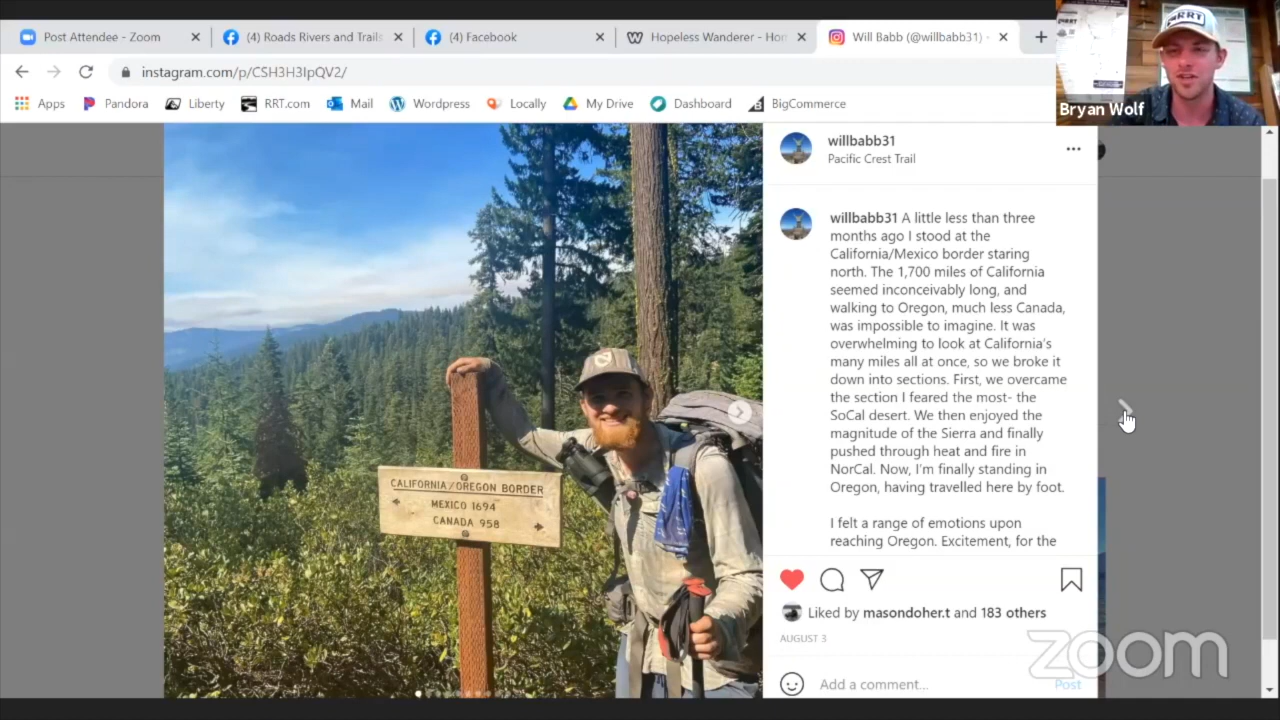 Post Attendee - Zoom
(4) Roads Rivers and Trails
(4) Facebook
Hopeless Wanderer - Hom
Will Babb (@willbabb31) •
instagram.com/p/CSH3H3IpQV2/
Apps
Pandora
Liberty
RRT.com
Mail
Wordpress
Locally
My Drive
Dashboard
BigCommerce
RRT
Bryan Wolf
willbabb31
Pacific Crest Trail
willbabb31 A little less than three
months ago I stood at the
California/Mexico border staring
north. The 1,700 miles of California
seemed inconceivably long, and
walking to Oregon, much less Canada,
was impossible to imagine. It was
overwhelming to look at California's
many miles all at once, so we broke it
down into sections. First, we overcame
the section I feared the most- the
SoCal desert. We then enjoyed the
magnitude of the Sierra and finally
pushed through heat and fire in
NorCal. Now, I'm finally standing in
Oregon, having travelled here by foot.
I felt a range of emotions upon
reaching Oregon. Excitement, for the
CALIFORNIA/OREGON BORDER
MEXICO 1694
CANADA 958
Liked by masondoher.t and 183 others
AUGUST 3
Add a comment...
Post
zoom